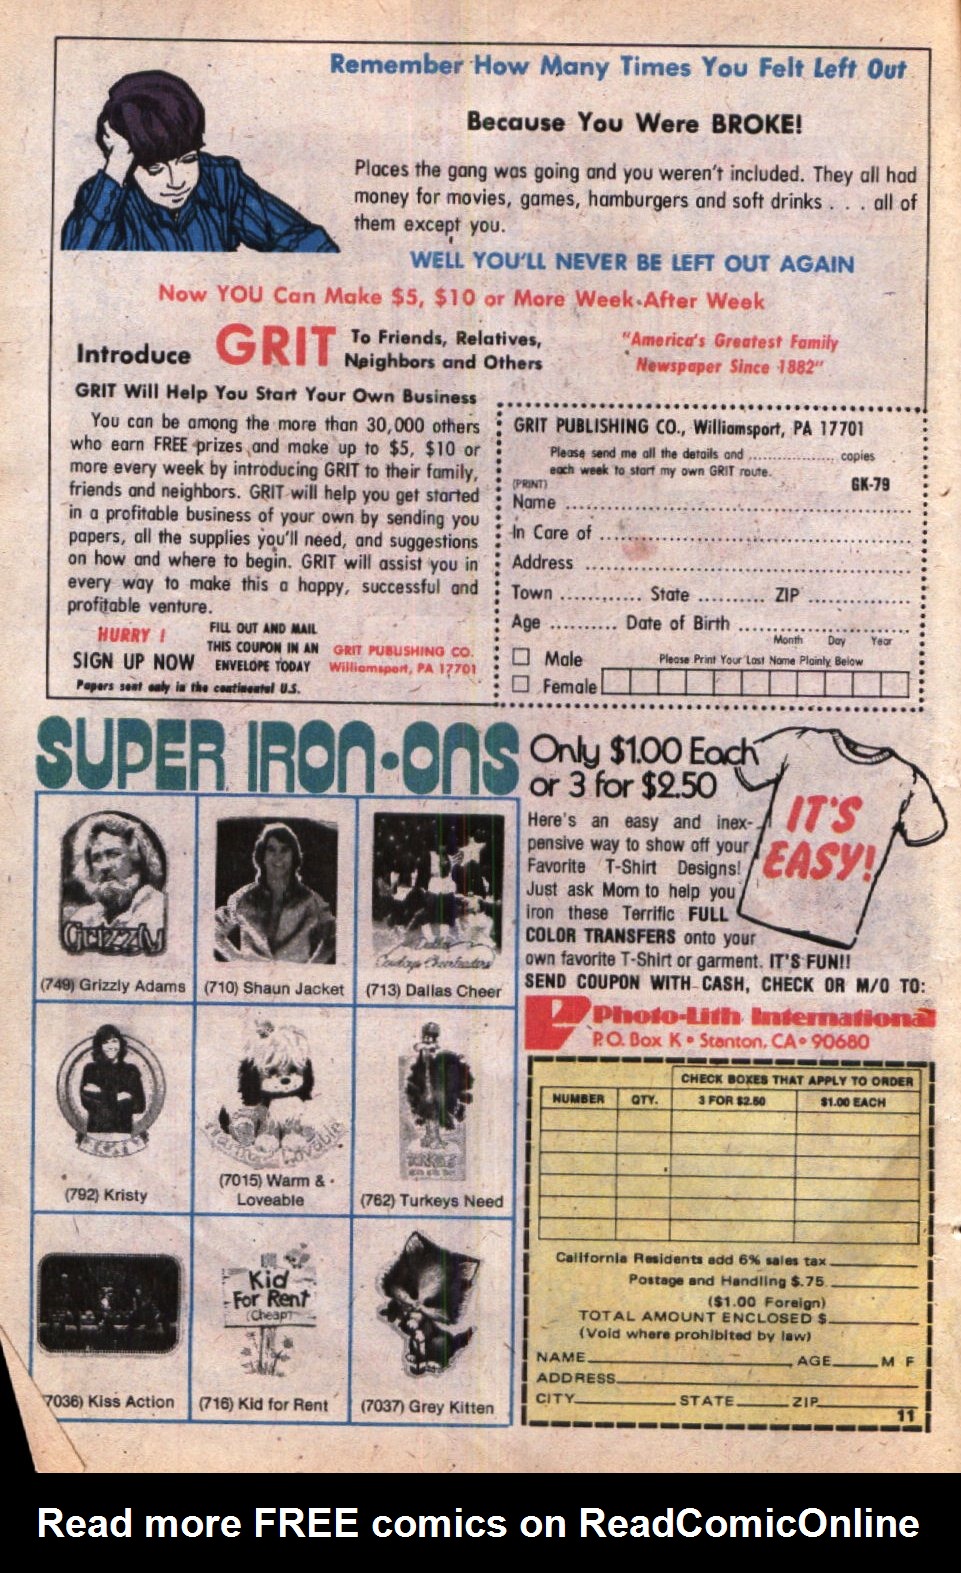 Remember How Many Times You Felt Left Out
Because You Were BROKE!
Places the gang was going and you weren't included. They all had
money for movies, games, hamburgers and soft drinks . . . all of
them except you.
WELL YOU'LL NEVER BE LEFT OUT AGAIN
Now YOU Can Make $5, $10 or More Week After Week
Introduce GRIT To Friends, Relatives,
Neighbors and Others
"America's Greatest Family
Newspaper Since 1882"
GRIT Will Help You Start Your Own Business
You can be among the more than 30,000 others
who earn FREE prizes and make up to $5, $10 or
more every week by introducing GRIT to their family,
friends and neighbors. GRIT will help you get started
in a profitable business of your own by sending you
papers, all the supplies you'll need, and suggestions
on how and where to begin. GRIT will assist you in
every way to make this a happy, successful and
profitable venture.
HURRY !
SIGN UP NOW
FILL OUT AND MAIL
THIS COUPON IN AN
ENVELOPE TODAY
GRIT PUBLISHING CO.
Williamsport, PA 17701
Papers sent only in the continental U.S.
GRIT PUBLISHING CO., Williamsport, PA 17701
Please send me all the details and .................. copies
each week to start my own GRIT route.
(PRINT)
GK-79
Name
In Care of
Address
Town ............ State .......... ZIP ..............
Age .......... Date of Birth
Month Day Year
Male
Please Print Your Last Name Plainly Below
Female
SUPER IRON-ONS
Grizzly
(749) Grizzly Adams
(710) Shaun Jacket
Dallas
Cowboys Cheerleaders
(713) Dallas Cheer
(792) Kristy
Warm & Loveable
(7015) Warm &
Loveable
(762) Turkeys Need
7036) Kiss Action
Kid
For Rent
(Cheap)
(716) Kid for Rent
(7037) Grey Kitten
Only $1.00 Each
or 3 for $2.50
IT'S
EASY!
Here's an easy and inex-
pensive way to show off your
Favorite T-Shirt Designs!
Just ask Mom to help you
iron these Terrific FULL
COLOR TRANSFERS onto your
own favorite T-Shirt or garment. IT'S FUN!!
SEND COUPON WITH CASH, CHECK OR M/O TO:
Photo-Lith International
P.O. Box K • Stanton, CA • 90680
CHECK BOXES THAT APPLY TO ORDER
NUMBER QTY. 3 FOR $2.50 $1.00 EACH
California Residents add 6% sales tax
Postage and Handling $.75
($1.00 Foreign)
TOTAL AMOUNT ENCLOSED $
(Void where prohibited by law)
NAME AGE M F
ADDRESS
CITY STATE ZIP
11
Read more FREE comics on ReadComicOnline